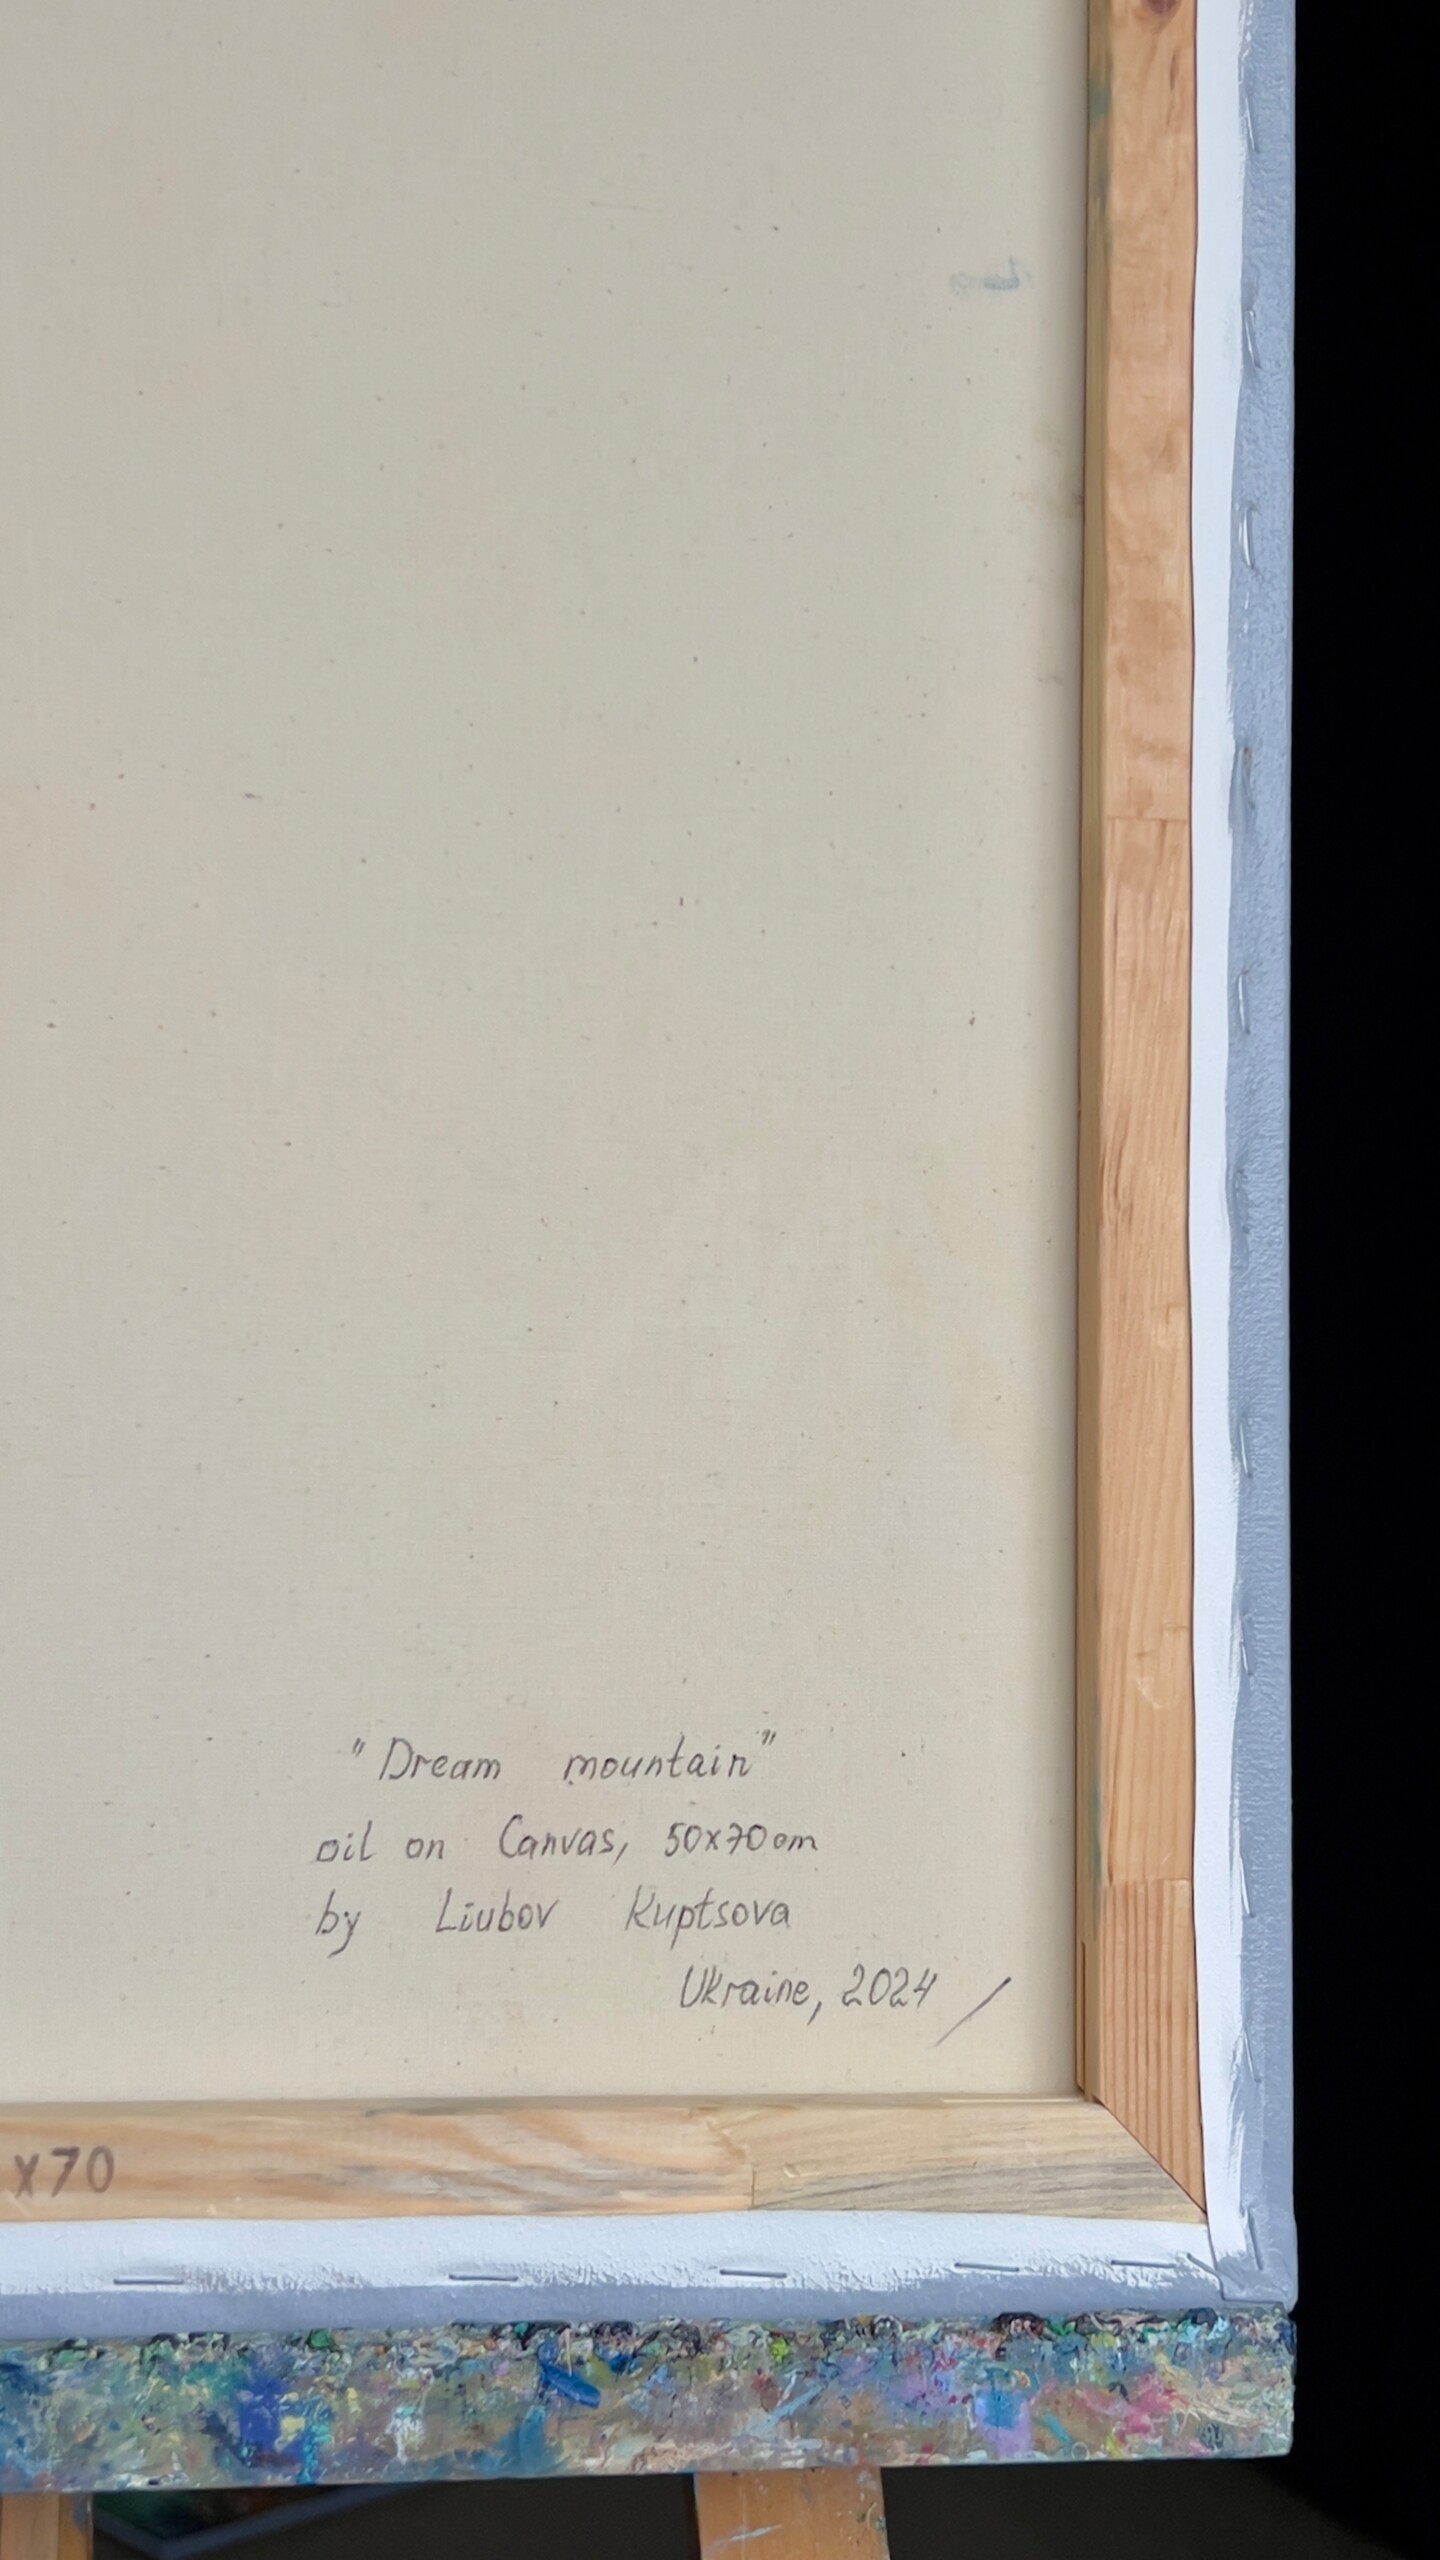 "Dream mountain"
oil on Canvas, 50x70cm
by Liubov Kuptsova
Ukraine, 2024
x70